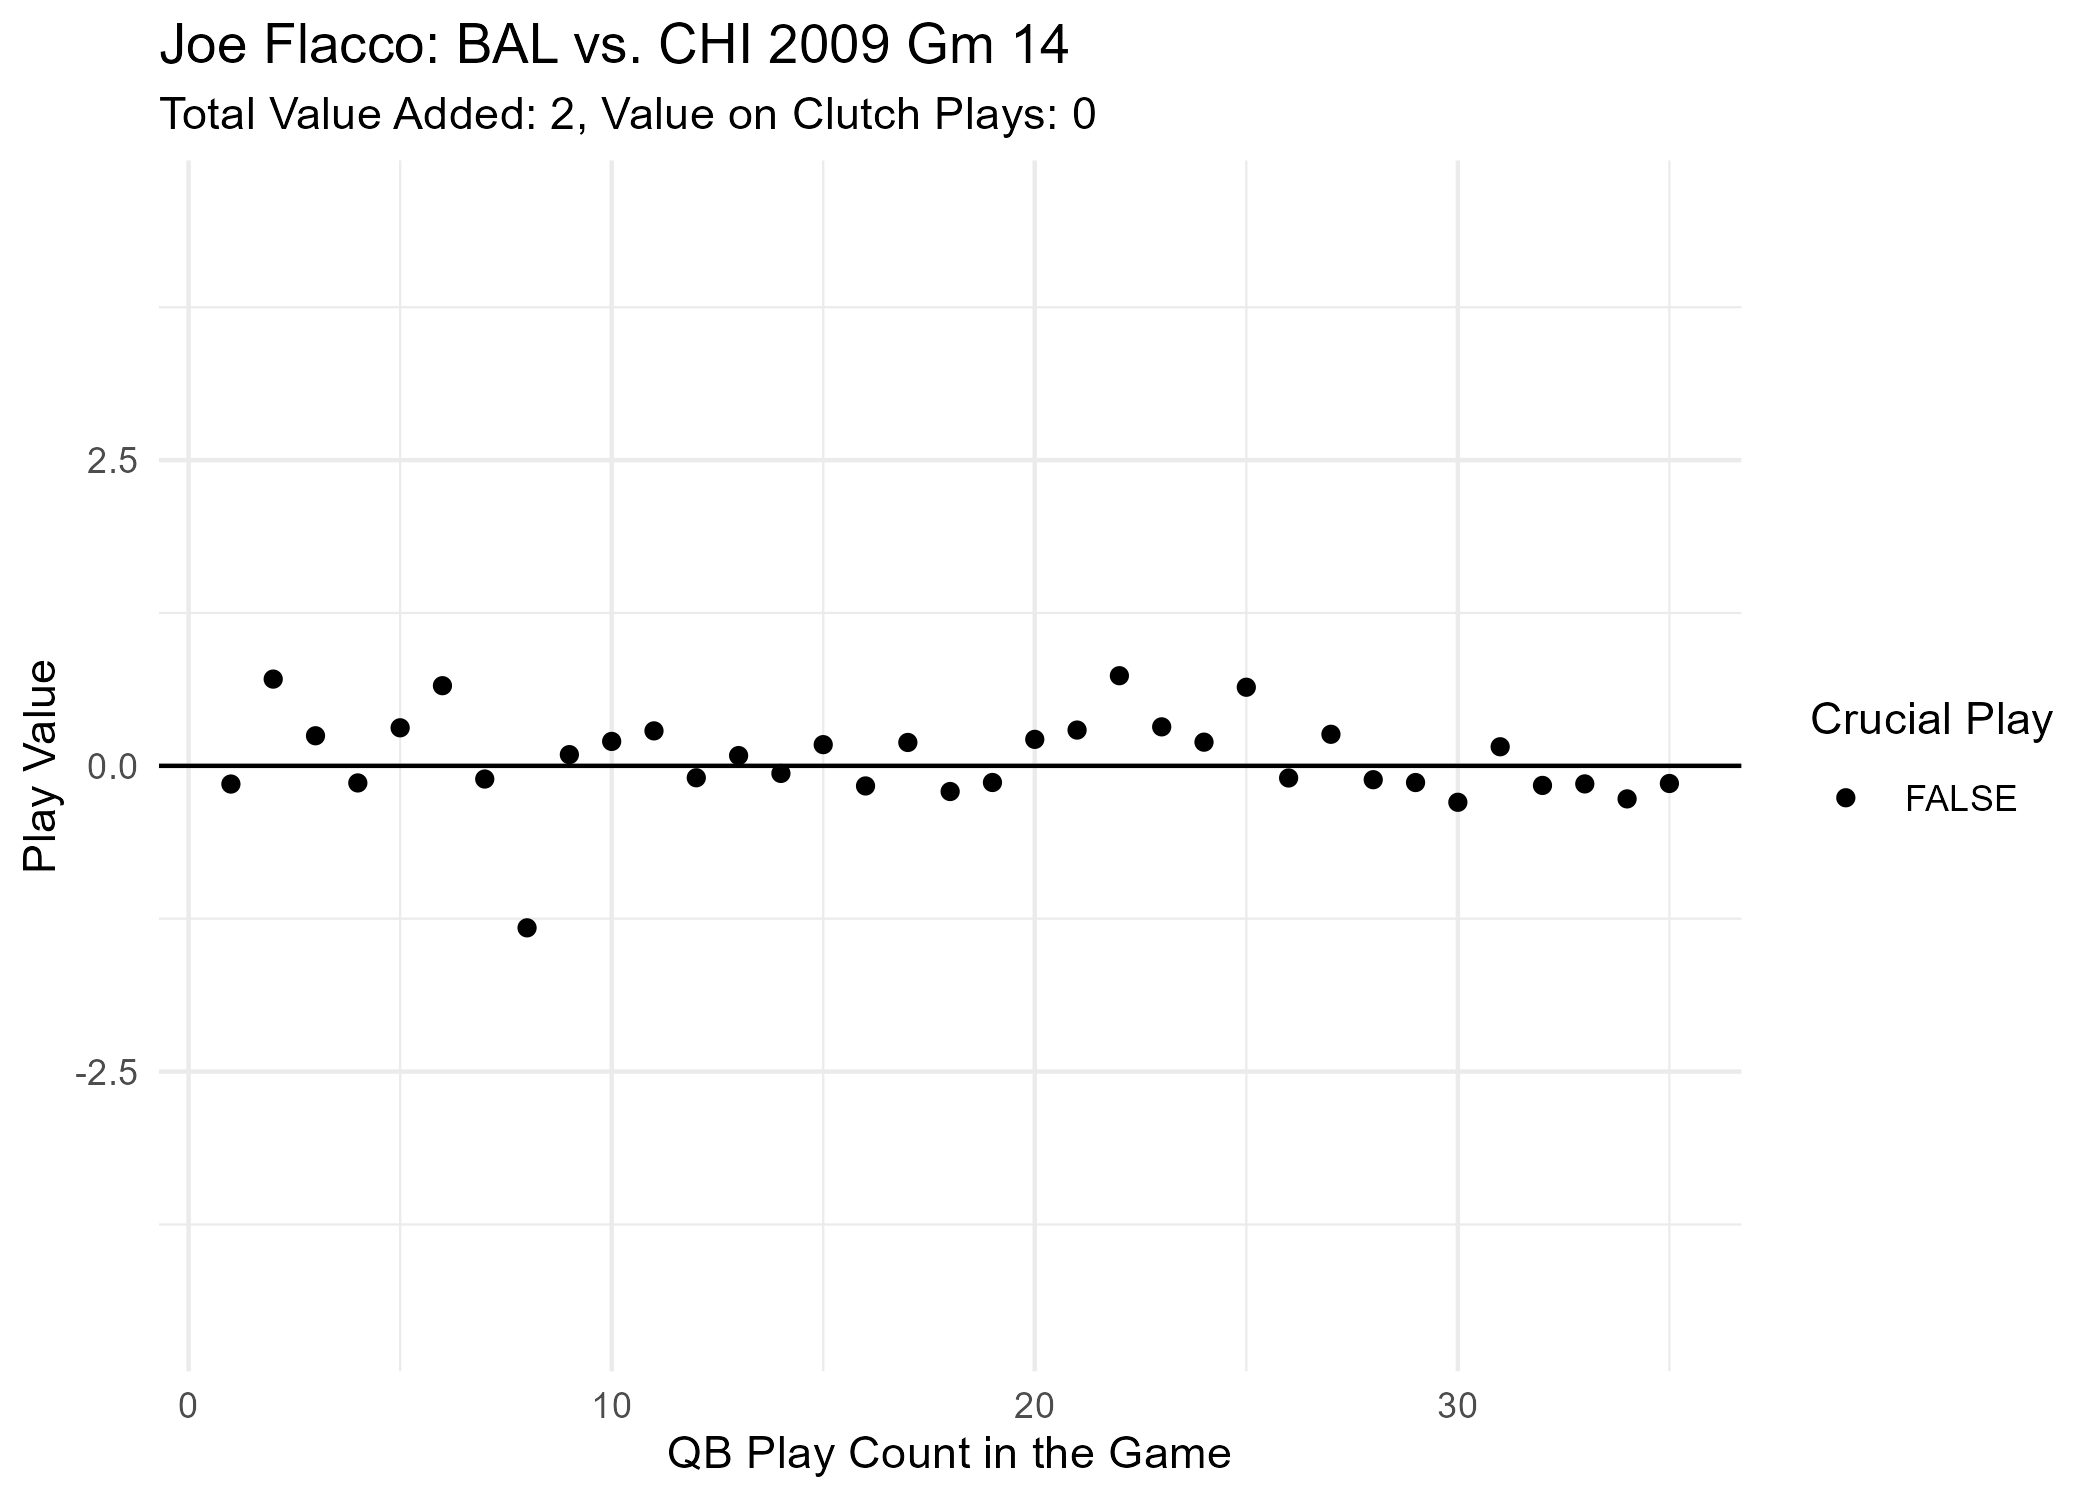 Joe Flacco: BAL vs. CHI 2009 Gm 14
Total Value Added: 2, Value on Clutch Plays: 0
Play Value
2.5
0.0
-2.5
0
10
20
30
QB Play Count in the Game
Crucial Play
FALSE